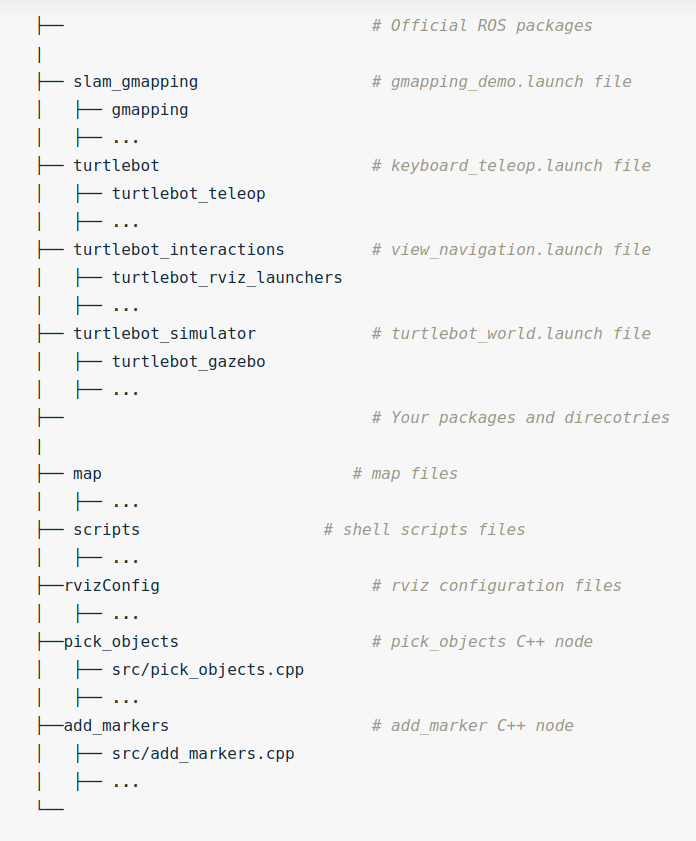 ├──                                # Official ROS packages
|
├── slam_gmapping                  # gmapping_demo.launch file
│   ├── gmapping
│   ├── ...
├── turtlebot                      # keyboard_teleop.launch file
│   ├── turtlebot_teleop
│   ├── ...
├── turtlebot_interactions         # view_navigation.launch file
│   ├── turtlebot_rviz_launchers
│   ├── ...
├── turtlebot_simulator            # turtlebot_world.launch file
│   ├── turtlebot_gazebo
│   ├── ...
├──                                # Your packages and direcotries
|
├── map                          # map files
│   ├── ...
├── scripts                   # shell scripts files
│   ├── ...
├──rvizConfig                      # rviz configuration files
│   ├── ...
├──pick_objects                    # pick_objects C++ node
│   ├── src/pick_objects.cpp
│   ├── ...
├──add_markers                     # add_marker C++ node
│   ├── src/add_markers.cpp
│   ├── ...
└──